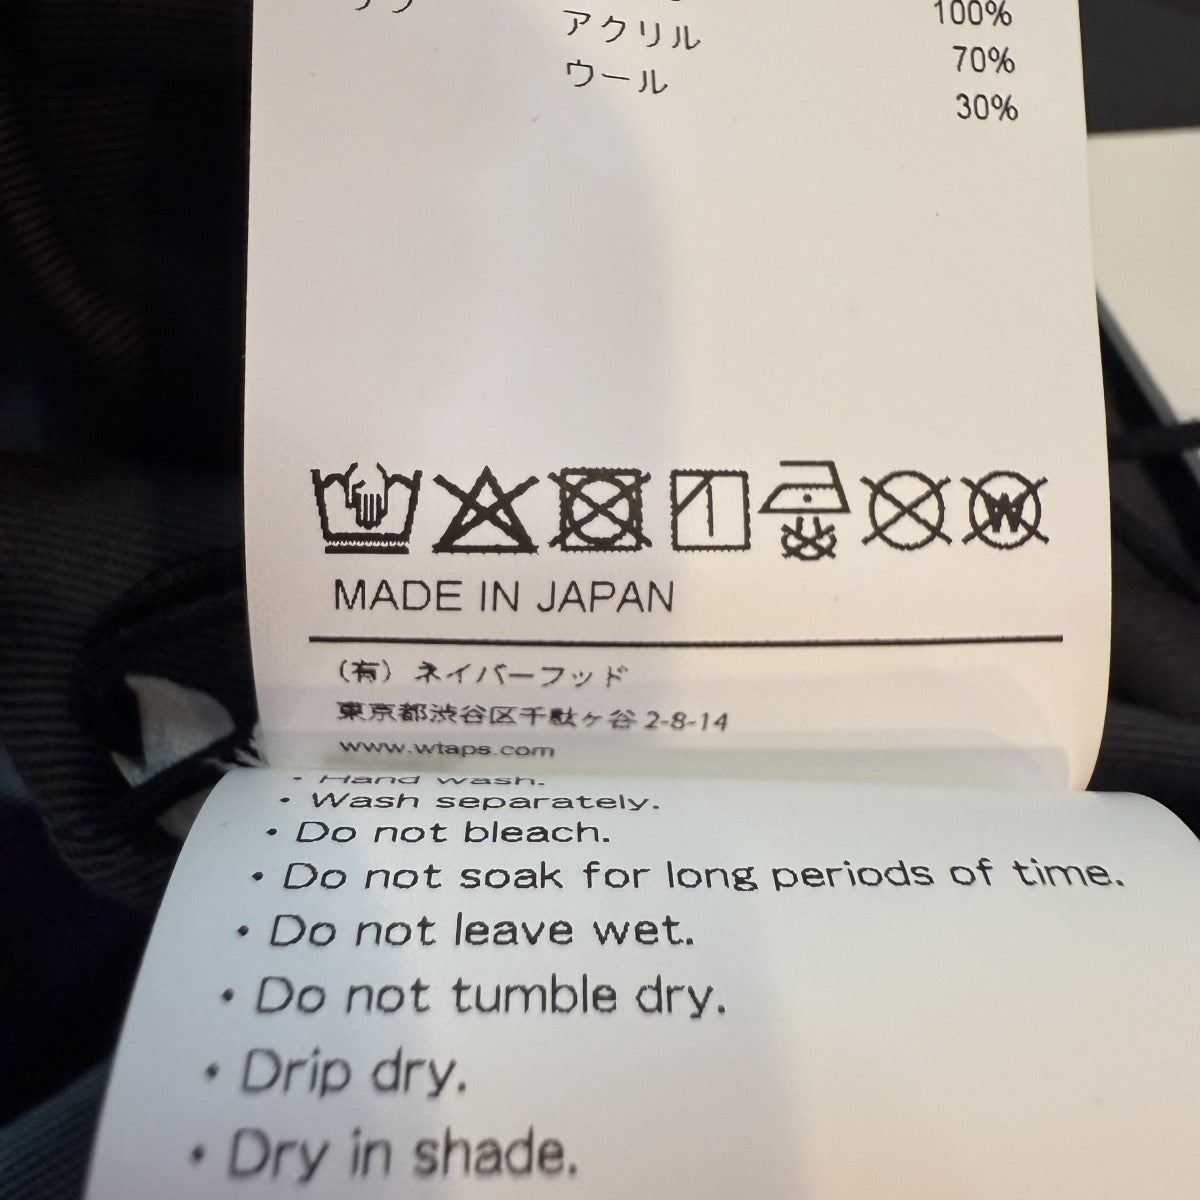 100%
アクリル 70%
ウール 30%
W
MADE IN JAPAN
(有) ネイバーフッド
東京都渋谷区千駄ヶ谷 2-8-14
www.wtaps.com
• Hand wash.
• Wash separately.
• Do not bleach.
• Do not soak for long periods of time.
• Do not leave wet.
• Do not tumble dry.
• Drip dry.
• Dry in shade.